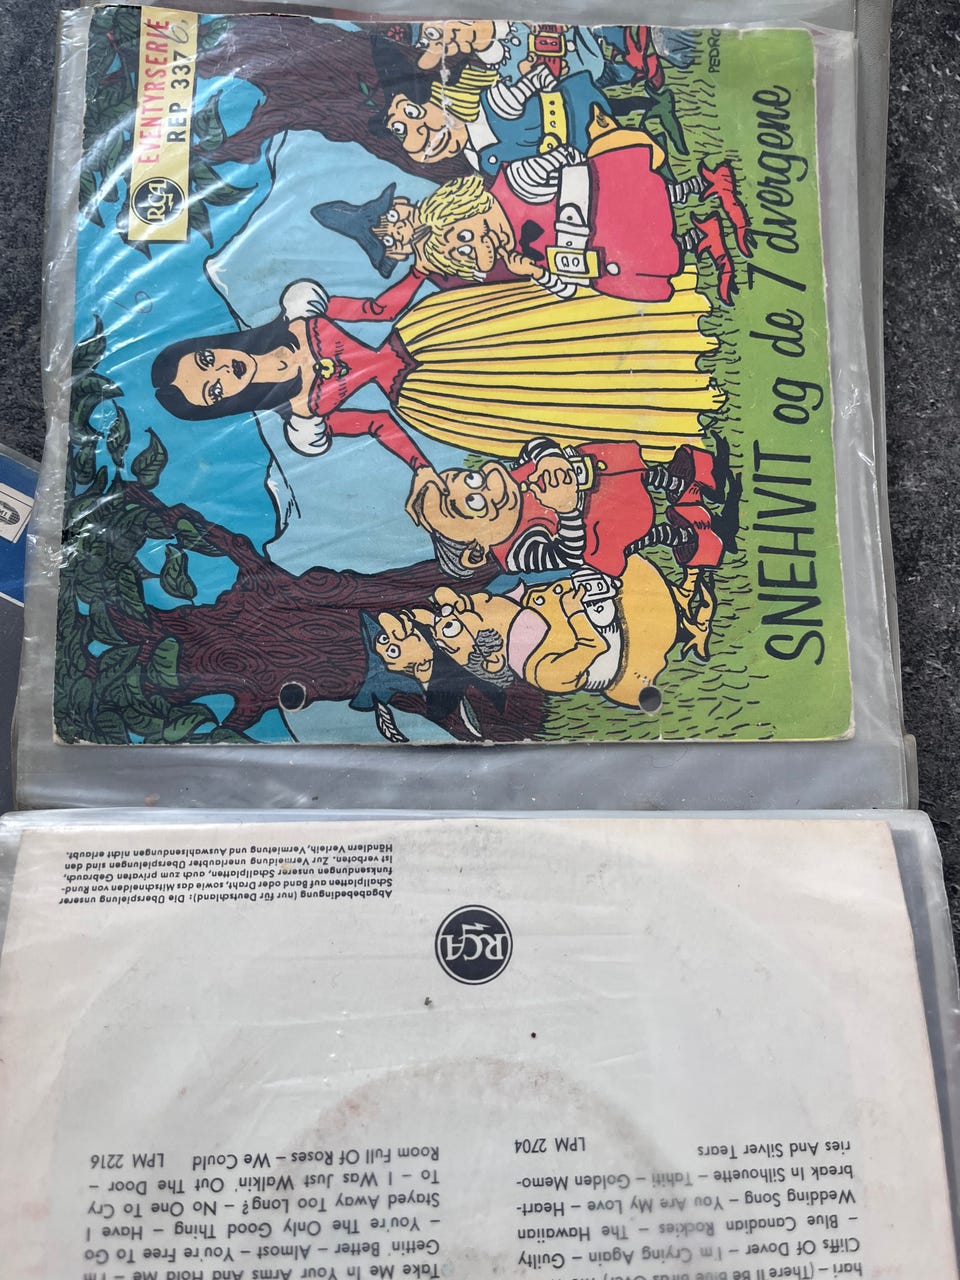 RCA
EVENTYRSERIE
REP 3376
PEDRO
SNEHVIT og de 7 dvergene
hari (There'll
Cliffs Of Dover – I'm Crying Again – Guilty
– Blue Canadian Rockies – The Hawaiian
Wedding Song – You Are My Love – Heart-
break In Silhouette – Tahiti – Golden Memo-
ries And Silver Tears LPM 2704
Take Me In Your Arms And Hold Me – I'm
Gettin' Better – Almost – You're Free To Go
– You're The Only Good Thing – Have I
Stayed Away Too Long? – No One To Cry
To – I Was Just Walkin' Out The Door –
Room Full Of Roses – We Could LPM 2216
RCA
Abgabebedingung (nur für Deutschland): Die Überspielung unserer
Schallplatten auf Band oder Draht, sowie das Mitschneiden von Rund-
funksendungen unserer Schallplatten, auch zum privaten Gebrauch,
ist verboten. Zur Vermeidung unerlaubter Überspielungen sind den
Händlern Verleih, Vermietung und Auswahlsendungen nicht erlaubt.